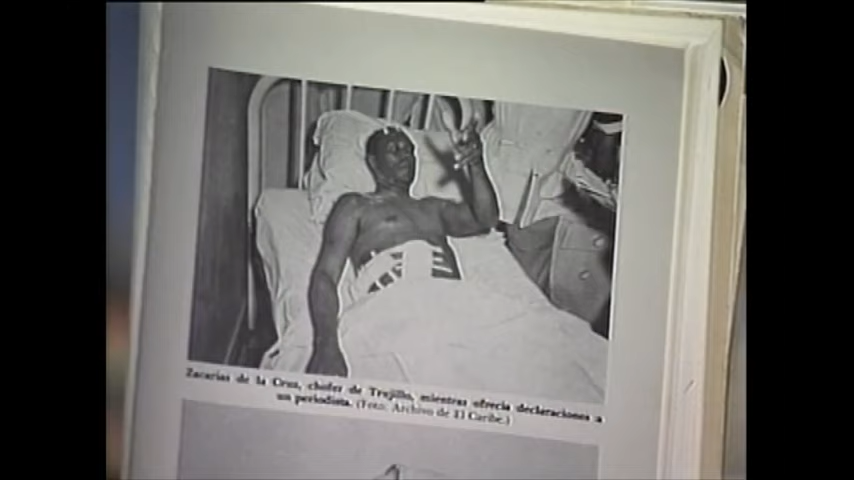 Zacarías de la Cruz, chofer de Trujillo, mientras ofrecía declaraciones a
un periodista. (Foto: Archivo de El Caribe.)